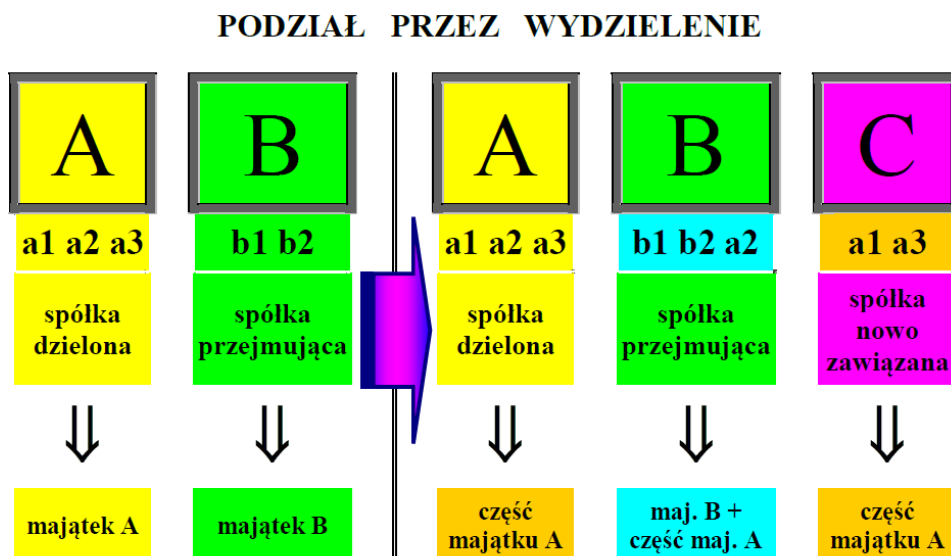 PODZIAŁ PRZEZ WYDZIELENIE
A B A B C
a1 a2 a3 b1 b2 a1 a2 a3 b1 b2 a2 a1 a3
spółka
dzielona
spółka
przejmująca
spółka
dzielona
spółka
przejmująca
spółka
nowo
zawiązana
majątek A
majątek B
część
majątku A
maj. B +
część maj. A
część
majątku A